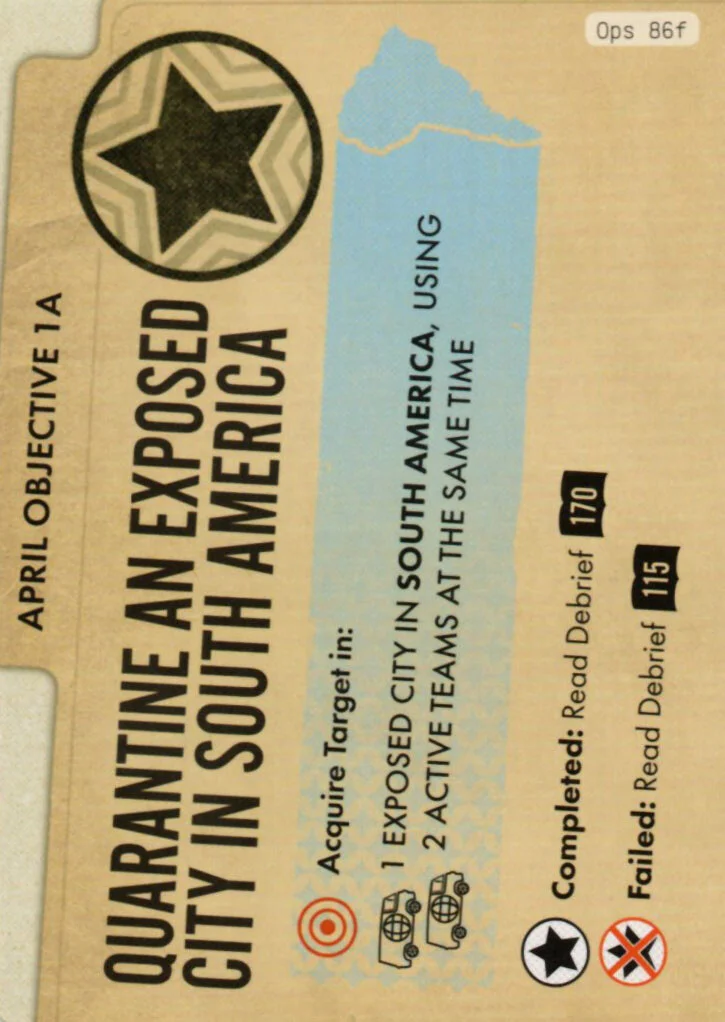 Ops 86f
APRIL OBJECTIVE 1A
QUARANTINE AN EXPOSED
CITY IN SOUTH AMERICA
Acquire Target in:
1 EXPOSED CITY IN SOUTH AMERICA, USING
2 ACTIVE TEAMS AT THE SAME TIME
Completed: Read Debrief 170
Failed: Read Debrief 115